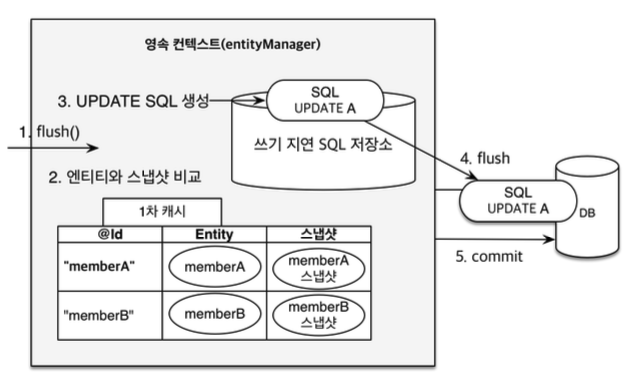 영속 컨텍스트(entityManager)
3. UPDATE SQL 생성
SQL
UPDATE A
1. flush()
쓰기 지연 SQL 저장소
2. 엔티티와 스냅샷 비교
4. flush
SQL
UPDATE A
DB
5. commit
1차 캐시
@Id Entity 스냅샷
"memberA" memberA memberA
스냅샷
"memberB" memberB memberB
스냅샷